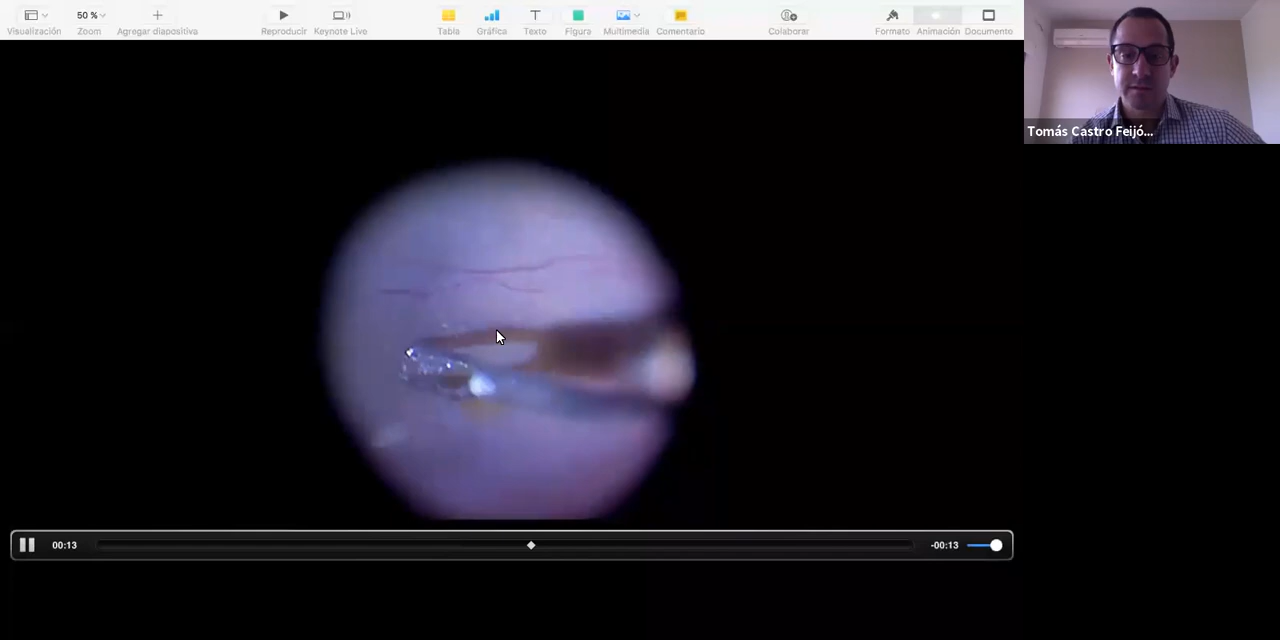 Visualización
50 %
Zoom
Agregar diapositiva
Reproducir
Keynote Live
Tabla
Gráfica
Texto
Figura
Multimedia
Comentario
Colaborar
Formato
Animación
Documento
Tomás Castro Feijó...
00:13
-00:13